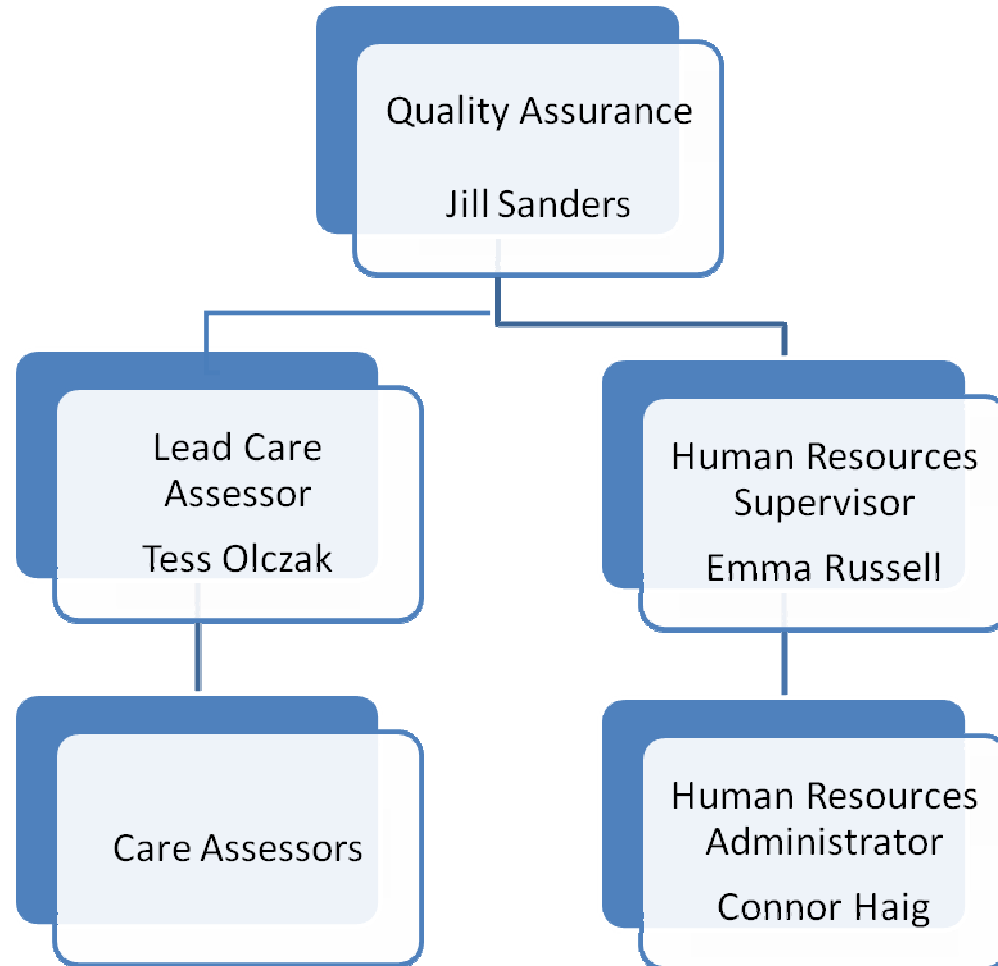 Quality Assurance
Jill Sanders
Lead Care
Assessor
Tess Olczak
Human Resources
Supervisor
Emma Russell
Care Assessors
Human Resources
Administrator
Connor Haig